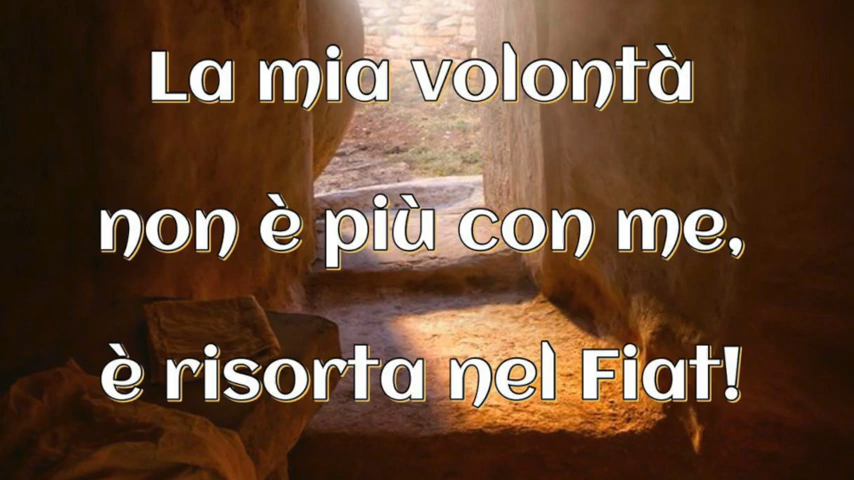 La mia volontà
non è più con me,
è risorta nel Fiat!